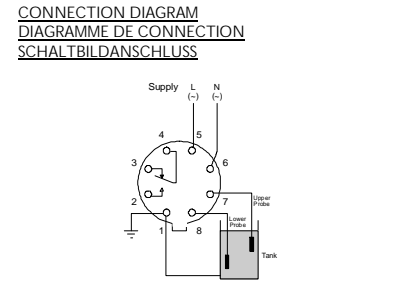 CONNECTION DIAGRAM
DIAGRAMME DE CONNECTION
SCHALTBILDANSCHLUSS
Supply L N
(~) (~)
4 5
3 6
2 7
1 8
Upper
Probe
Lower
Probe
Tank